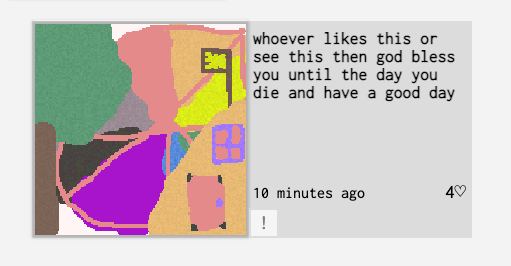 whoever likes this or
see this then god bless
you until the day you
die and have a good day
10 minutes ago 4♡
!